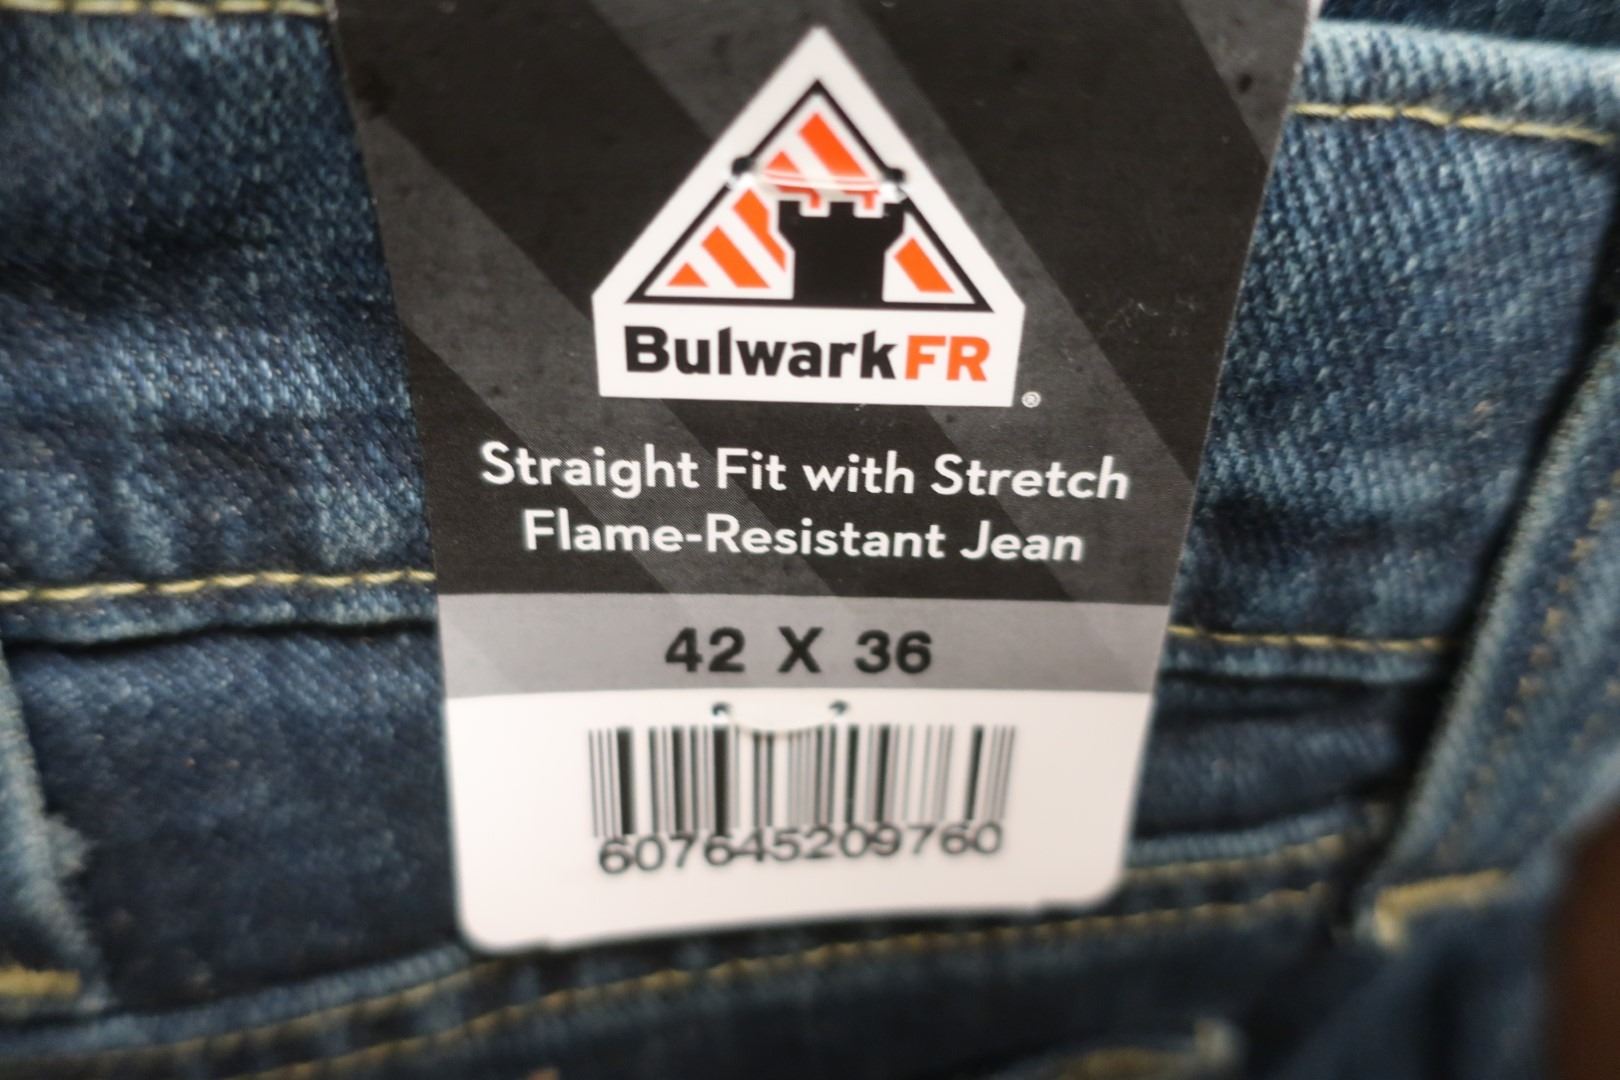 BulwarkFR
®
Straight Fit with Stretch
Flame-Resistant Jean
42 X 36
607645209760